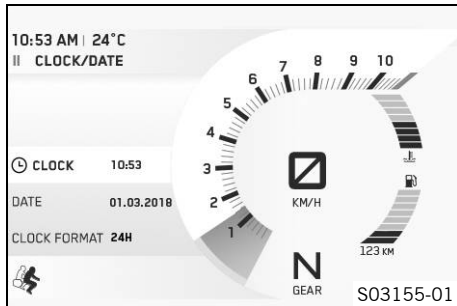 10:53 AM | 24°C
CLOCK/DATE
CLOCK 10:53
DATE 01.03.2018
CLOCK FORMAT 24H
1
2
3
4
5
6
7
8
9
10
0
KM/H
N
GEAR
123 KM
S03155-01